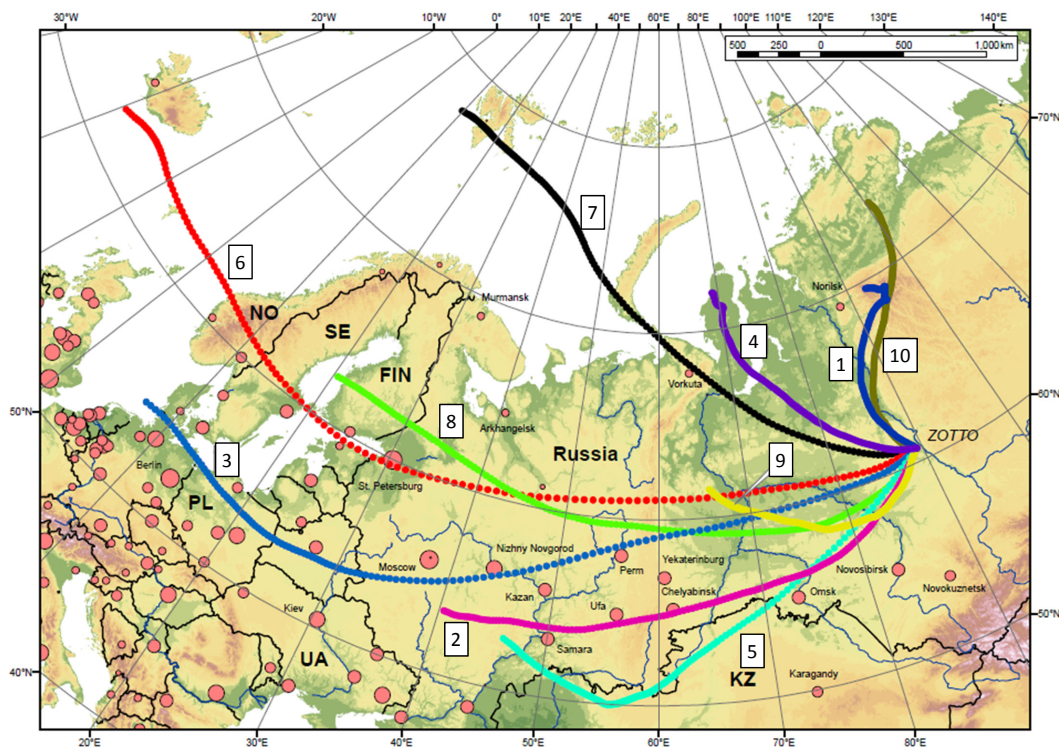 30°W 20°W 10°W 0° 10°E 20°E 30°E 40°E 60°E 80°E 100°E 110°E 120°E 130°E 140°E
500 250 0 500 1,000 km
70°N
7
6
Norilsk
NO
Murmansk
SE
4
1
10
FIN
Vorkuta
60°N
50°N
8
Arkhangelsk
ZOTTO
3
Russia
9
Berlin
St. Petersburg
PL
Nizhny Novgorod
Moscow
Perm
Yekaterinburg
Novosibirsk
Kazan
Chelyabinsk
Omsk
Novokuznetsk
Kiev
Ufa
50°N
2
Samara
5
UA
KZ
Karagandy
40°N
20°E 30°E 40°E 50°E 60°E 70°E 80°E